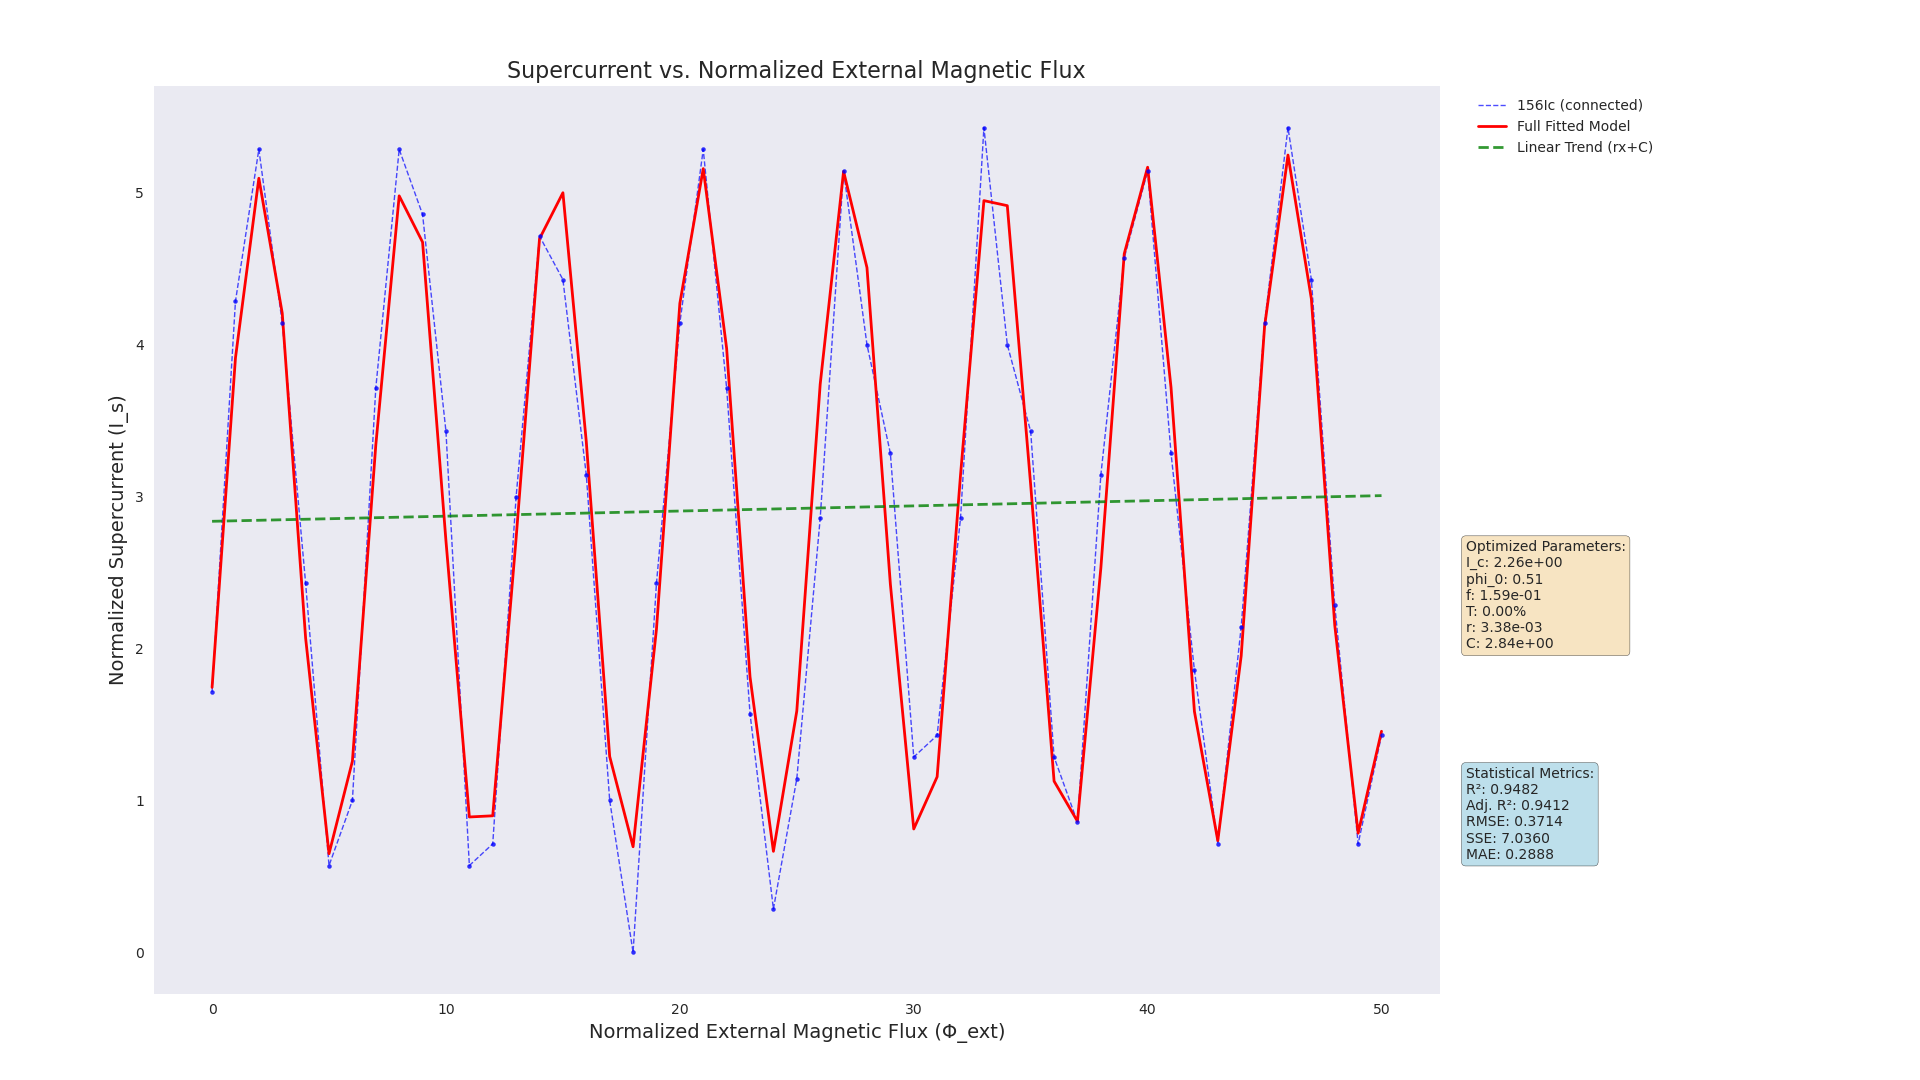 Supercurrent vs. Normalized External Magnetic Flux
156Ic (connected)
Full Fitted Model
Linear Trend (rx+C)
Normalized Supercurrent (I_s)
5
4
3
2
1
0
0
10
20
30
40
50
Normalized External Magnetic Flux (Φ_ext)
Optimized Parameters:
I_c: 2.26e+00
phi_0: 0.51
f: 1.59e-01
T: 0.00%
r: 3.38e-03
C: 2.84e+00
Statistical Metrics:
R²: 0.9482
Adj. R²: 0.9412
RMSE: 0.3714
SSE: 7.0360
MAE: 0.2888